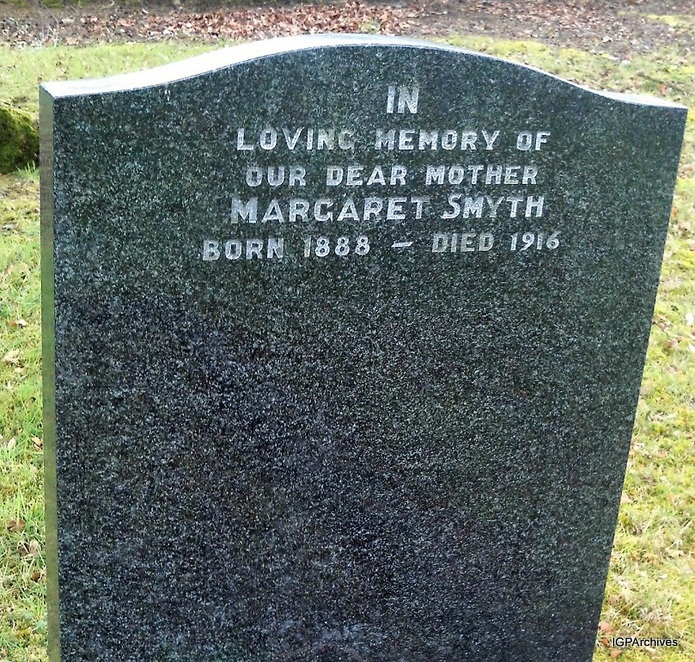 IN
LOVING MEMORY OF
OUR DEAR MOTHER
MARGARET SMYTH
BORN 1888 – DIED 1916
IGPArchives